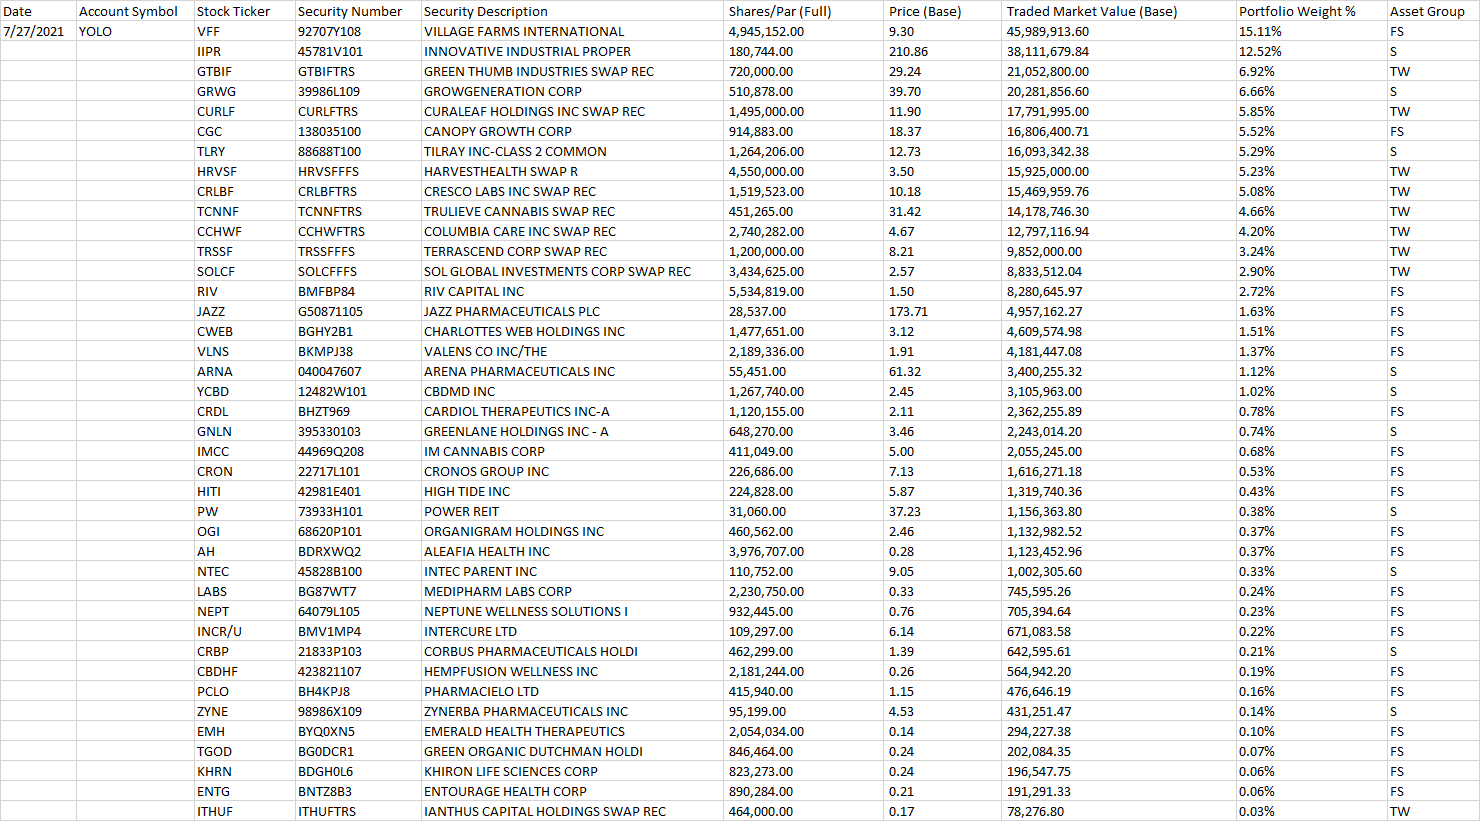 Date Account Symbol Stock Ticker Security Number Security Description Shares/Par (Full) Price (Base) Traded Market Value (Base) Portfolio Weight % Asset Group
7/27/2021 YOLO VFF 92707Y108 VILLAGE FARMS INTERNATIONAL 4,945,152.00 9.30 45,989,913.60 15.11% FS
IIPR 45781V101 INNOVATIVE INDUSTRIAL PROPER 180,744.00 210.86 38,111,679.84 12.52% S
GTBIF GTBIFTRS GREEN THUMB INDUSTRIES SWAP REC 720,000.00 29.24 21,052,800.00 6.92% TW
GRWG 39986L109 GROWGENERATION CORP 510,878.00 39.70 20,281,856.60 6.66% S
CURLF CURLFTRS CURALEAF HOLDINGS INC SWAP REC 1,495,000.00 11.90 17,791,995.00 5.85% TW
CGC 138035100 CANOPY GROWTH CORP 914,883.00 18.37 16,806,400.71 5.52% FS
TLRY 88688T100 TILRAY INC-CLASS 2 COMMON 1,264,206.00 12.73 16,093,342.38 5.29% S
HRVSF HRVSFFFS HARVESTHEALTH SWAP R 4,550,000.00 3.50 15,925,000.00 5.23% TW
CRLBF CRLBFTRS CRESCO LABS INC SWAP REC 1,519,523.00 10.18 15,469,959.76 5.08% TW
TCNNF TCNNFTRS TRULIEVE CANNABIS SWAP REC 451,265.00 31.42 14,178,746.30 4.66% TW
CCHWF CCHWFTRS COLUMBIA CARE INC SWAP REC 2,740,282.00 4.67 12,797,116.94 4.20% TW
TRSSF TRSSFFFS TERRASCEND CORP SWAP REC 1,200,000.00 8.21 9,852,000.00 3.24% TW
SOLCF SOLCFFFS SOL GLOBAL INVESTMENTS CORP SWAP REC 3,434,625.00 2.57 8,833,512.04 2.90% TW
RIV BMFBP84 RIV CAPITAL INC 5,534,819.00 1.50 8,280,645.97 2.72% FS
JAZZ G50871105 JAZZ PHARMACEUTICALS PLC 28,537.00 173.71 4,957,162.27 1.63% FS
CWEB BGHY2B1 CHARLOTTES WEB HOLDINGS INC 1,477,651.00 3.12 4,609,574.98 1.51% FS
VLNS BKMPJ38 VALENS CO INC/THE 2,189,336.00 1.91 4,181,447.08 1.37% FS
ARNA 040047607 ARENA PHARMACEUTICALS INC 55,451.00 61.32 3,400,255.32 1.12% S
YCBD 12482W101 CBDMD INC 1,267,740.00 2.45 3,105,963.00 1.02% S
CRDL BHZT969 CARDIOL THERAPEUTICS INC-A 1,120,155.00 2.11 2,362,255.89 0.78% FS
GNLN 395330103 GREENLANE HOLDINGS INC - A 648,270.00 3.46 2,243,014.20 0.74% S
IMCC 44969Q208 IM CANNABIS CORP 411,049.00 5.00 2,055,245.00 0.68% FS
CRON 22717L101 CRONOS GROUP INC 226,686.00 7.13 1,616,271.18 0.53% FS
HITI 42981E401 HIGH TIDE INC 224,828.00 5.87 1,319,740.36 0.43% FS
PW 73933H101 POWER REIT 31,060.00 37.23 1,156,363.80 0.38% S
OGI 68620P101 ORGANIGRAM HOLDINGS INC 460,562.00 2.46 1,132,982.52 0.37% FS
AH BDRXWQ2 ALEAFIA HEALTH INC 3,976,707.00 0.28 1,123,452.96 0.37% FS
NTEC 45828B100 INTEC PARENT INC 110,752.00 9.05 1,002,305.60 0.33% S
LABS BG87WT7 MEDIPHARM LABS CORP 2,230,750.00 0.33 745,595.26 0.24% FS
NEPT 64079L105 NEPTUNE WELLNESS SOLUTIONS I 932,445.00 0.76 705,394.64 0.23% FS
INCR/U BMV1MP4 INTERCURE LTD 109,297.00 6.14 671,083.58 0.22% FS
CRBP 21833P103 CORBUS PHARMACEUTICALS HOLDI 462,299.00 1.39 642,595.61 0.21% S
CBDHF 423821107 HEMPFUSION WELLNESS INC 2,181,244.00 0.26 564,942.20 0.19% FS
PCLO BH4KPJ8 PHARMACIELO LTD 415,940.00 1.15 476,646.19 0.16% FS
ZYNE 98986X109 ZYNERBA PHARMACEUTICALS INC 95,199.00 4.53 431,251.47 0.14% S
EMH BYQ0XN5 EMERALD HEALTH THERAPEUTICS 2,054,034.00 0.14 294,227.38 0.10% FS
TGOD BG0DCR1 GREEN ORGANIC DUTCHMAN HOLDI 846,464.00 0.24 202,084.35 0.07% FS
KHRN BDGH0L6 KHIRON LIFE SCIENCES CORP 823,273.00 0.24 196,547.75 0.06% FS
ENTG BNTZ8B3 ENTOURAGE HEALTH CORP 890,284.00 0.21 191,291.33 0.06% FS
ITHUF ITHUFTRS IANTHUS CAPITAL HOLDINGS SWAP REC 464,000.00 0.17 78,276.80 0.03% TW